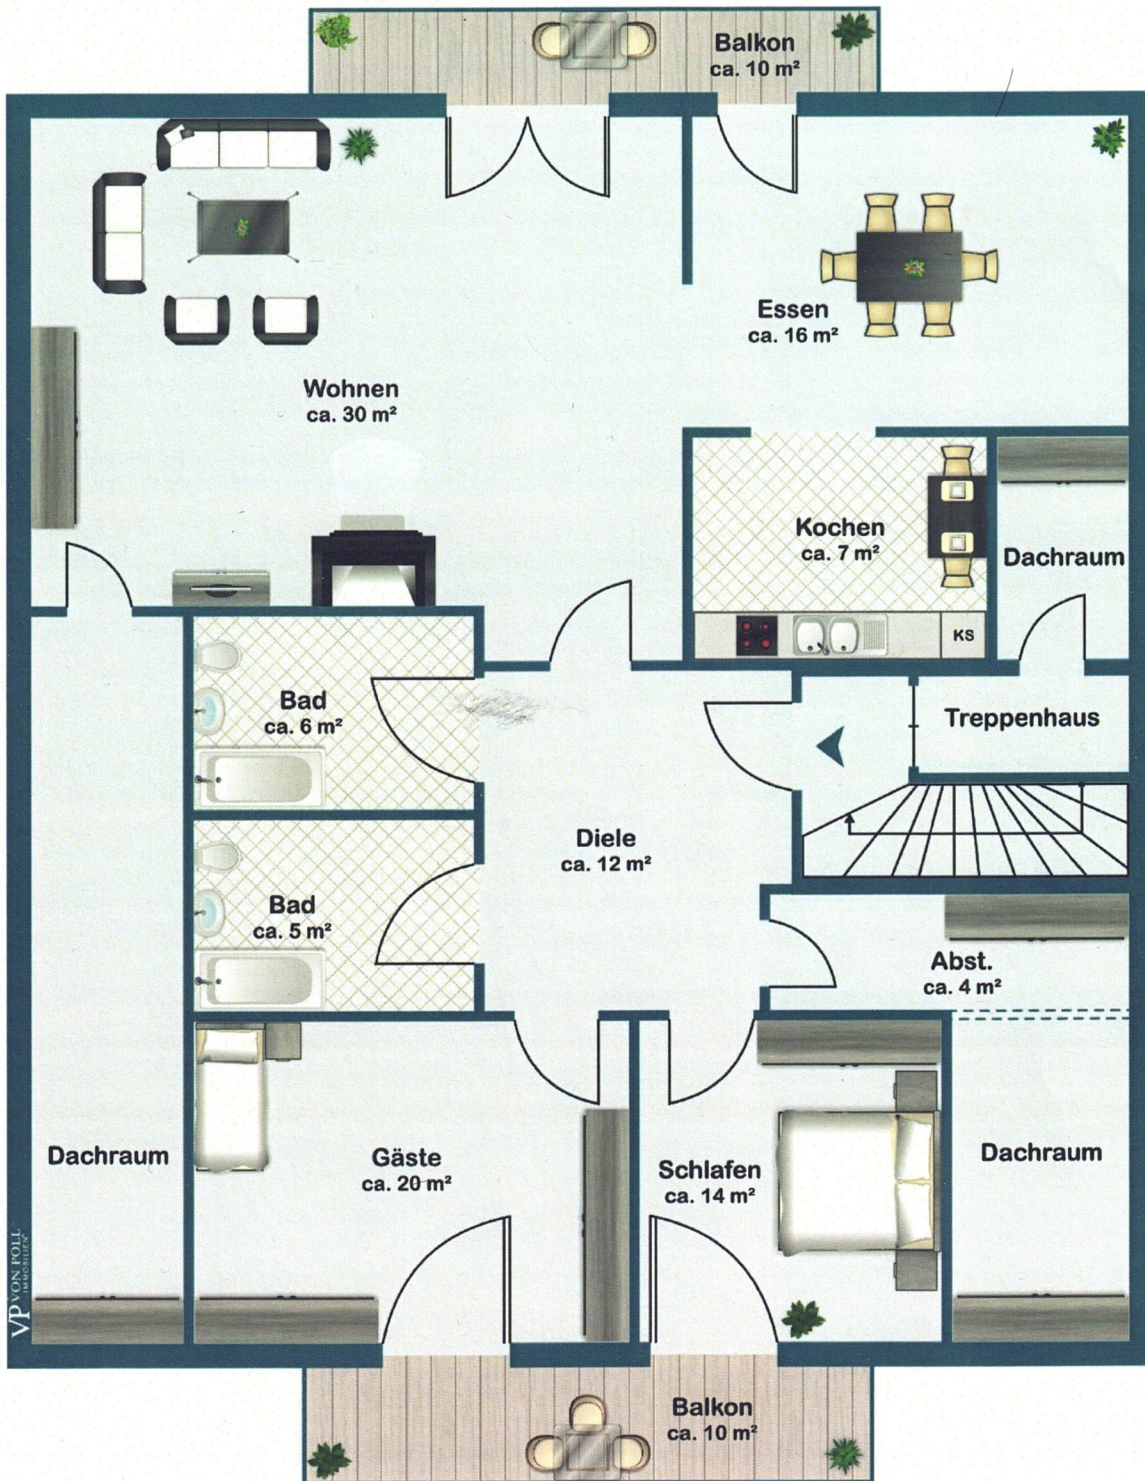 Balkon
ca. 10 m²
Essen
ca. 16 m²
Wohnen
ca. 30 m²
Kochen
ca. 7 m²
Dachraum
KS
Bad
ca. 6 m²
Treppenhaus
Diele
ca. 12 m²
Bad
ca. 5 m²
Abst.
ca. 4 m²
Dachraum
Gäste
ca. 20 m²
Schlafen
ca. 14 m²
Dachraum
VP VON POLL
IMMOBILIEN
Balkon
ca. 10 m²